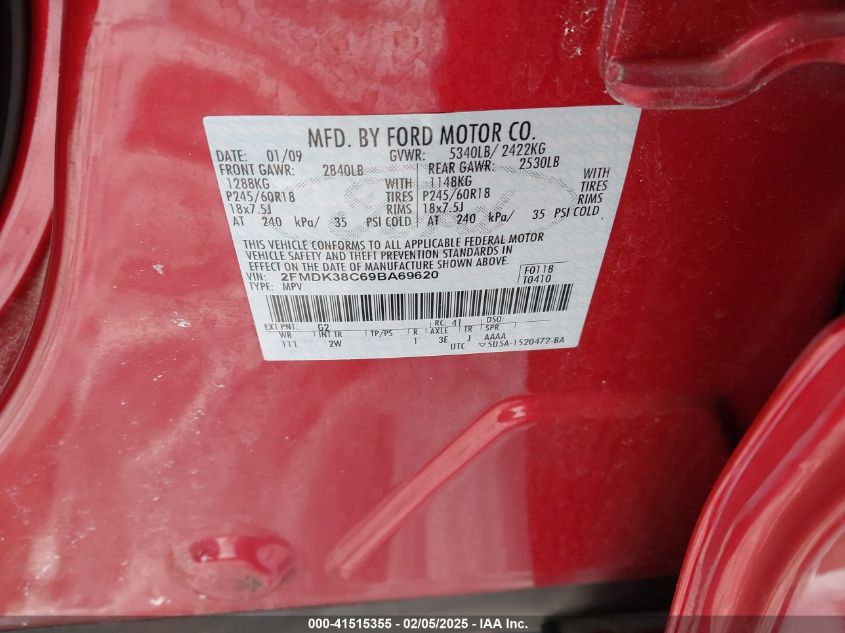 MFD. BY FORD MOTOR CO.
DATE: 01/09 GVWR: 5340LB/ 2422KG
FRONT GAWR: 2840LB REAR GAWR: 2530LB
1288KG WITH 1148KG WITH
P245/60R18 TIRES P245/60R18 TIRES
18x7.5J RIMS 18x7.5J RIMS
AT 240 kPa/ 35 PSI COLD AT 240 kPa/ 35 PSI COLD
THIS VEHICLE CONFORMS TO ALL APPLICABLE FEDERAL MOTOR
VEHICLE SAFETY AND THEFT PREVENTION STANDARDS IN
EFFECT ON THE DATE OF MANUFACTURE SHOWN ABOVE.
VIN: 2FMDK38C69BA69620 F0118
TYPE: MPV T0410
EXT PNT: G2 RC: 41 DSO:
WB INT TR TP/PS R AXLE TR SPR
111 2W 1 3E J AAAA
UTC 5U5A-1520472-BA
000-41515355 - 02/05/2025 - IAA Inc.